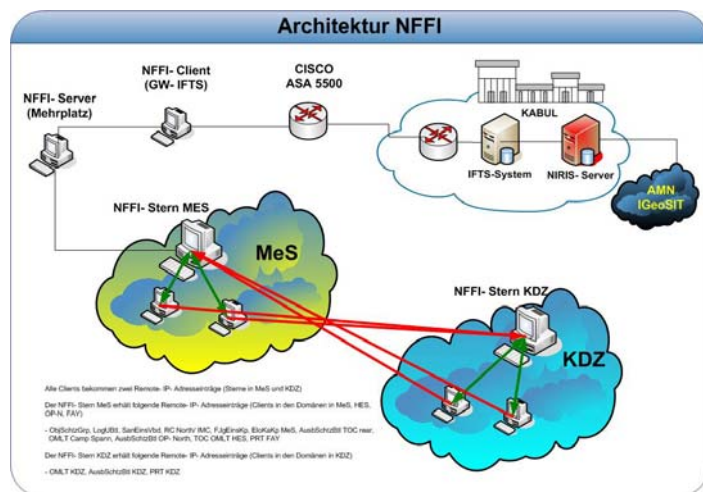 Architektur NFFI
NFFI- Server
(Mehrplatz)
NFFI- Client
(GW- IFTS)
CISCO
ASA 5500
KABUL
IFTS-System
NIRIS- Server
AMN
IGeoSIT
NFFI- Stern MES
MeS
NFFI- Stern KDZ
KDZ
Alle Clients bekommen zwei Remote- IP- Adresseinträge (Sterne in MeS und KDZ)
Der NFFI- Stern MeS erhält folgende Remote- IP- Adresseinträge (Clients in den Domänen in MeS, HES,
OP-N, FAY)
- ObjSchtzGrp, LogUBtl, SanEinsVbd, RC North/ IMC, FJgEinsKp, EloKaKp MeS, AusbSchtzBtl TOC rear,
OMLT Camp Spann, AusbSchtzBtl OP- North, TOC OMLT HES, PRT FAY
Der NFFI- Stern KDZ erhält folgende Remote- IP- Adresseinträge (Clients in den Domänen in KDZ)
- OMLT KDZ, AusbSchtzBtl KDZ, PRT KDZ